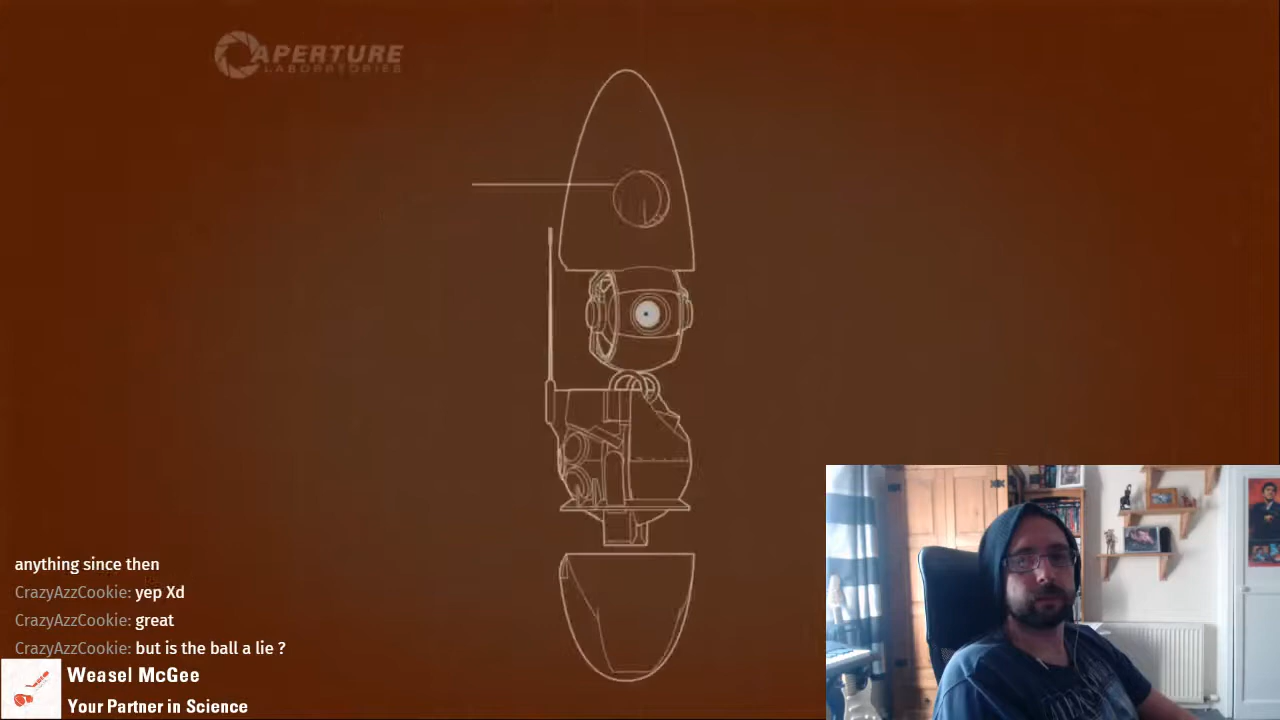 APERTURE
LABORATORIES
anything since then
CrazyAzzCookie: yep Xd
CrazyAzzCookie: great
CrazyAzzCookie: but is the ball a lie ?
Weasel McGee
Your Partner in Science